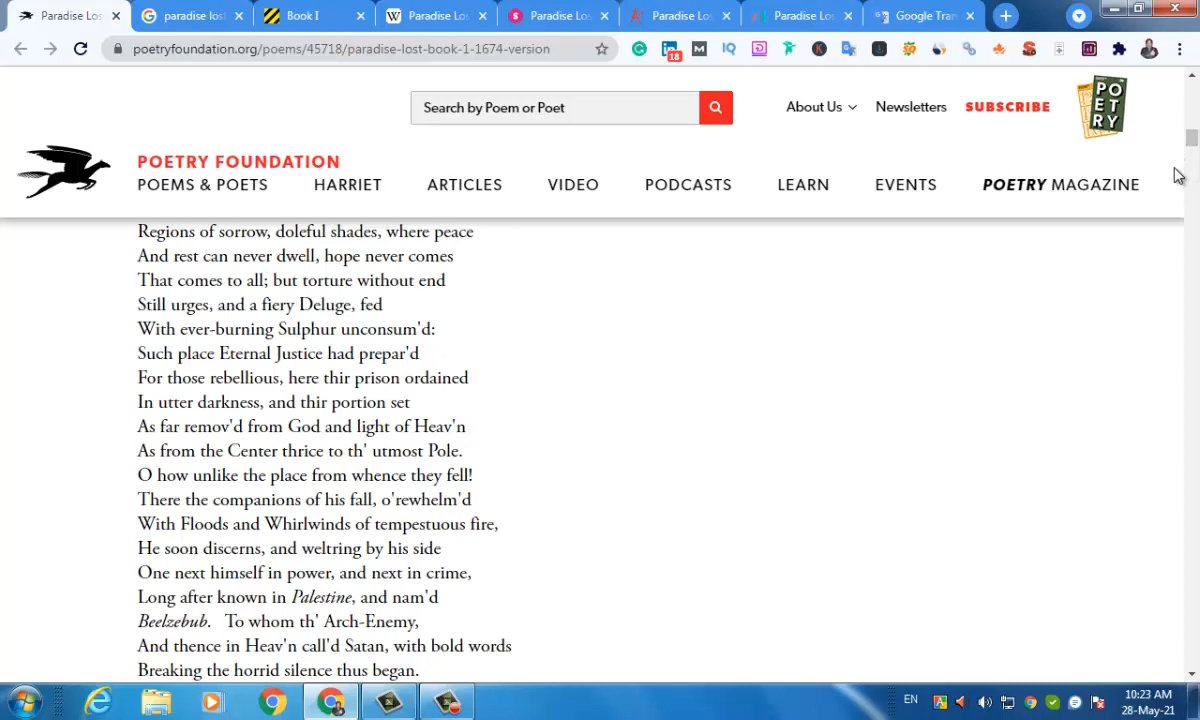 Paradise Los
paradise lost
Book I
Paradise Lo
Paradise Los
Paradise Lo
Paradise Lo
Google Tran
poetryfoundation.org/poems/45718/paradise-lost-book-1-1674-version
18
Search by Poem or Poet
About Us
Newsletters
SUBSCRIBE
PO
ET
RY
POETRY FOUNDATION
POEMS & POETS
HARRIET
ARTICLES
VIDEO
PODCASTS
LEARN
EVENTS
POETRY MAGAZINE
Regions of sorrow, doleful shades, where peace
And rest can never dwell, hope never comes
That comes to all; but torture without end
Still urges, and a fiery Deluge, fed
With ever-burning Sulphur unconsum'd:
Such place Eternal Justice had prepar'd
For those rebellious, here thir prison ordained
In utter darkness, and thir portion set
As far remov'd from God and light of Heav'n
As from the Center thrice to th' utmost Pole.
O how unlike the place from whence they fell!
There the companions of his fall, o'rewhelm'd
With Floods and Whirlwinds of tempestuous fire,
He soon discerns, and weltring by his side
One next himself in power, and next in crime,
Long after known in Palestine, and nam'd
Beelzebub. To whom th' Arch-Enemy,
And thence in Heav'n call'd Satan, with bold words
Breaking the horrid silence thus began.
EN
10:23 AM
28-May-21